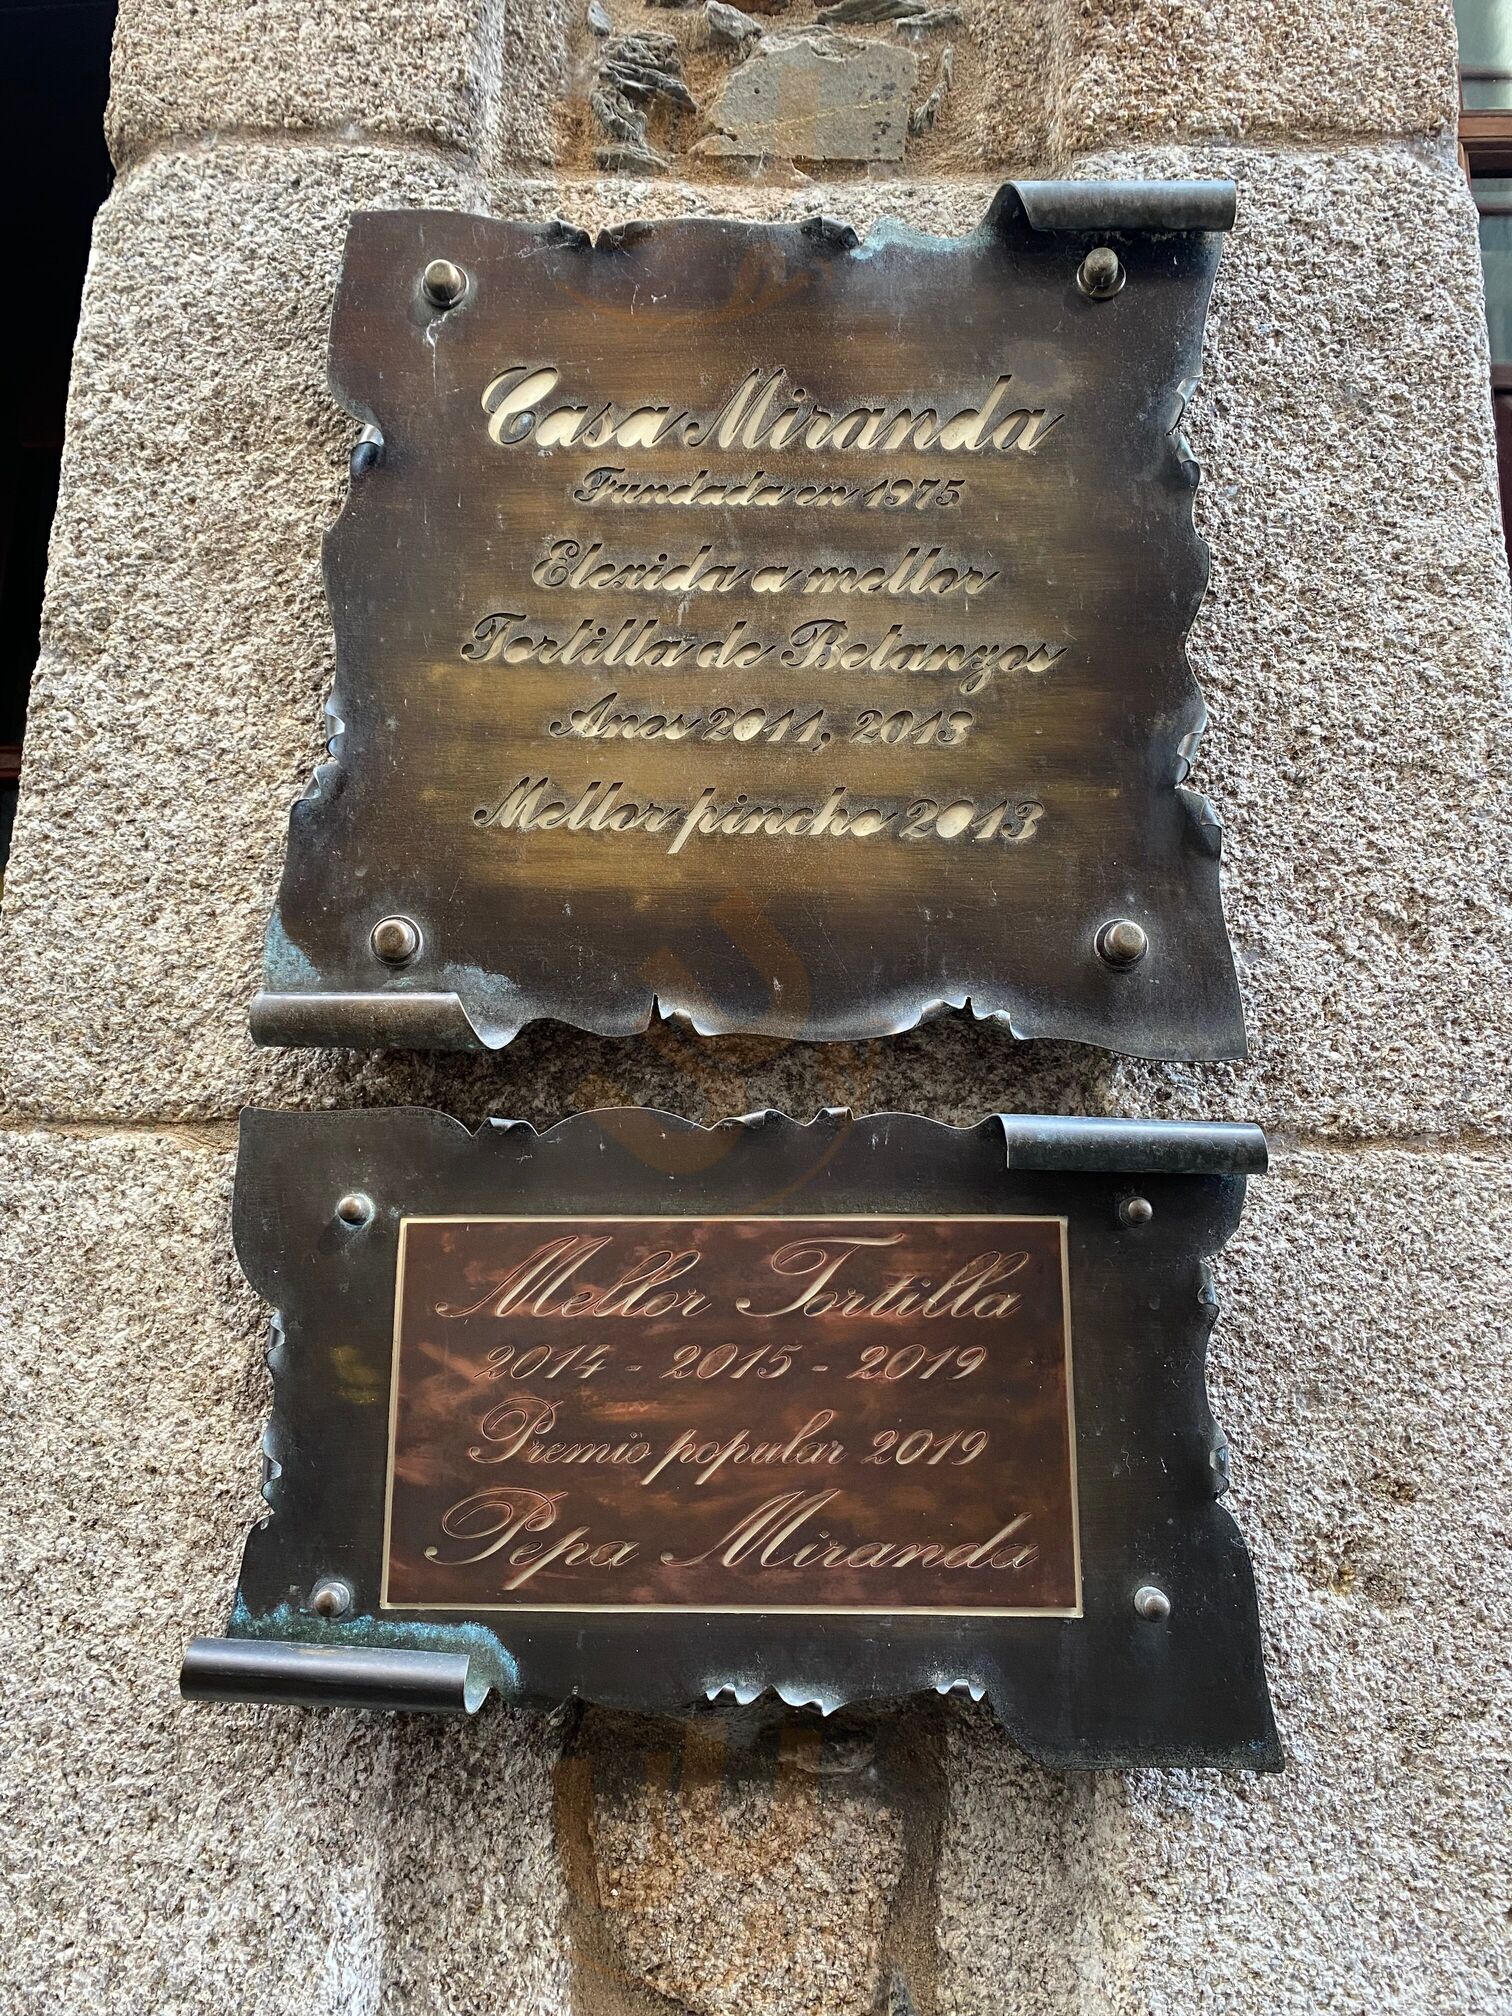 Casa Miranda
Fundada en 1975
Elexida a mellor
Tortilla de Betanzos
Anos 2011, 2013
Mellor pincho 2013
Mellor Tortilla
2014 - 2015 - 2019
Premio popular 2019
Pepa Miranda